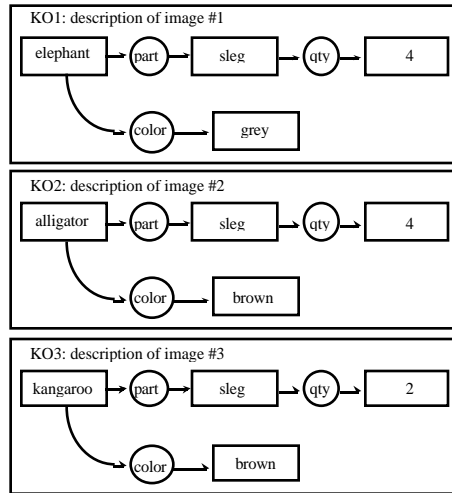 KO1: description of image #1
elephant part sleg qty 4
color grey
KO2: description of image #2
alligator part sleg qty 4
color brown
KO3: description of image #3
kangaroo part sleg qty 2
color brown